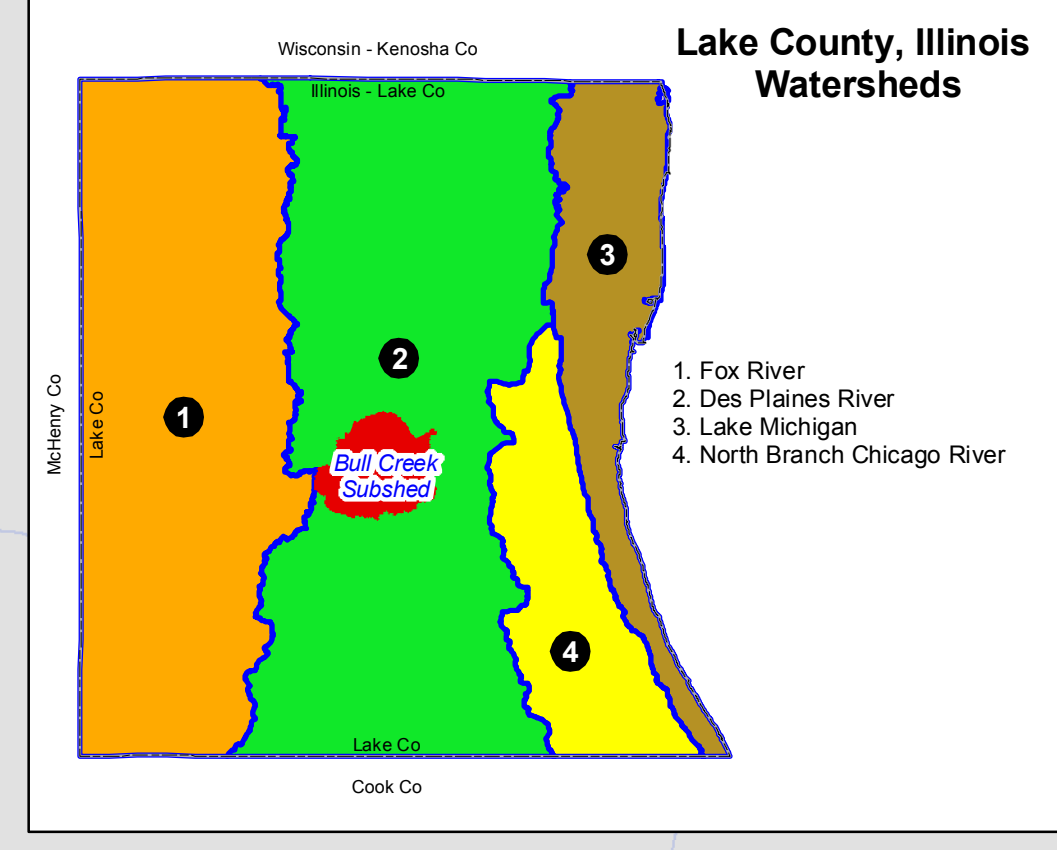 Lake County, Illinois
Watersheds
Wisconsin - Kenosha Co
Illinois - Lake Co
3
2
1
McHenry Co
Lake Co
Bull Creek
Subshed
1. Fox River
2. Des Plaines River
3. Lake Michigan
4. North Branch Chicago River
4
Lake Co
Cook Co